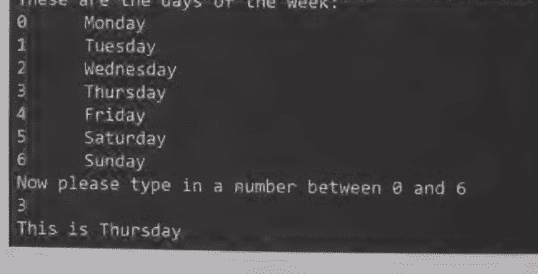 These are the days of the week:
0 Monday
1 Tuesday
2 Wednesday
3 Thursday
4 Friday
5 Saturday
6 Sunday
Now please type in a number between 0 and 6
3
This is Thursday